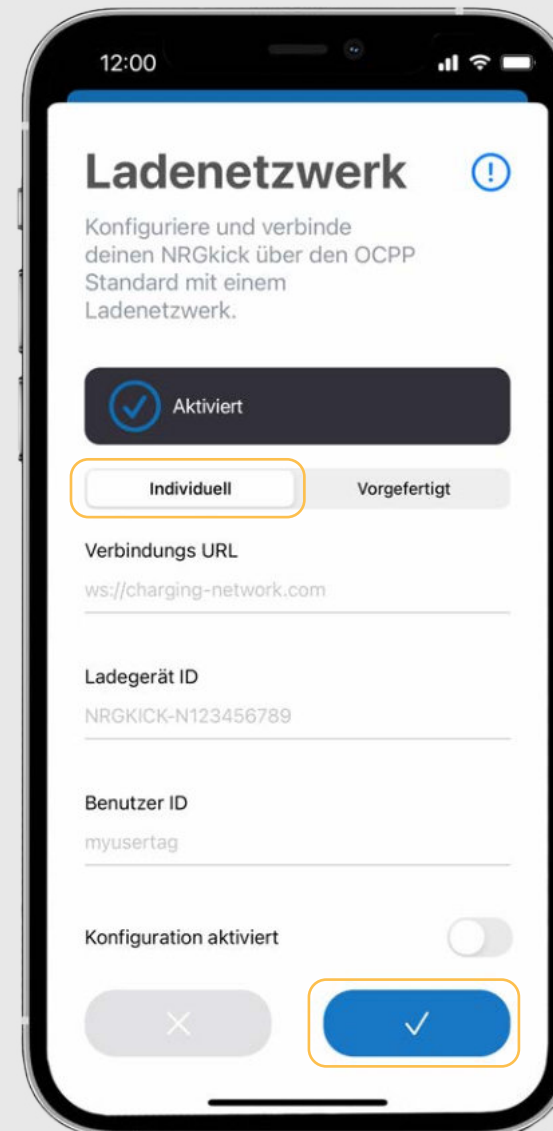 12:00
Ladenetzwerk
Konfiguriere und verbinde
deinen NRGkick über den OCPP
Standard mit einem
Ladenetzwerk.
Aktiviert
Individuell Vorgefertigt
Verbindungs URL
ws://charging-network.com
Ladegerät ID
NRGKICK-N123456789
Benutzer ID
myusertag
Konfiguration aktiviert